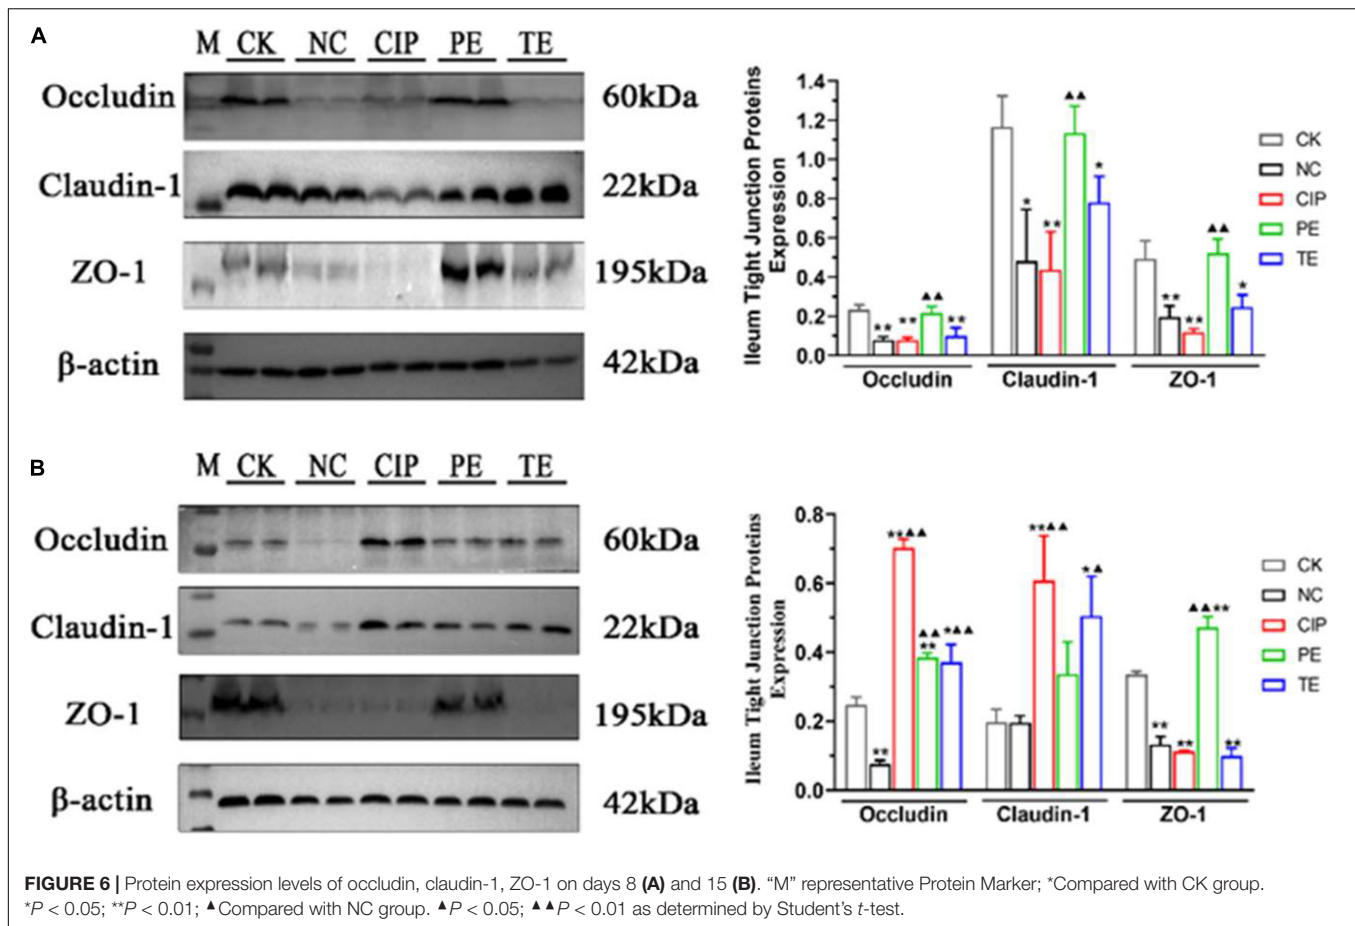 A
M CK NC CIP PE TE
Occludin 60kDa
Claudin-1 22kDa
ZO-1 195kDa
β-actin 42kDa
Ileum Tight Junction Proteins
Expression
1.4
1.2
1.0
0.8
0.6
0.4
0.2
0.0
** ** ▲▲ **
* ** ▲▲ *
** ** ▲▲ *
Occludin Claudin-1 ZO-1
CK
NC
CIP
PE
TE
B
M CK NC CIP PE TE
Occludin 60kDa
Claudin-1 22kDa
ZO-1 195kDa
β-actin 42kDa
Ileum Tight Junction Proteins
Expression
0.8
0.6
0.4
0.2
0.0
** **▲▲ ▲▲ ** *▲▲
**▲▲ *▲
** ** ▲▲** **
Occludin Claudin-1 ZO-1
CK
NC
CIP
PE
TE
FIGURE 6 | Protein expression levels of occludin, claudin-1, ZO-1 on days 8 (A) and 15 (B). “M” representative Protein Marker; *Compared with CK group.
*P < 0.05; **P < 0.01; ▲Compared with NC group. ▲P < 0.05; ▲▲P < 0.01 as determined by Student’s t-test.